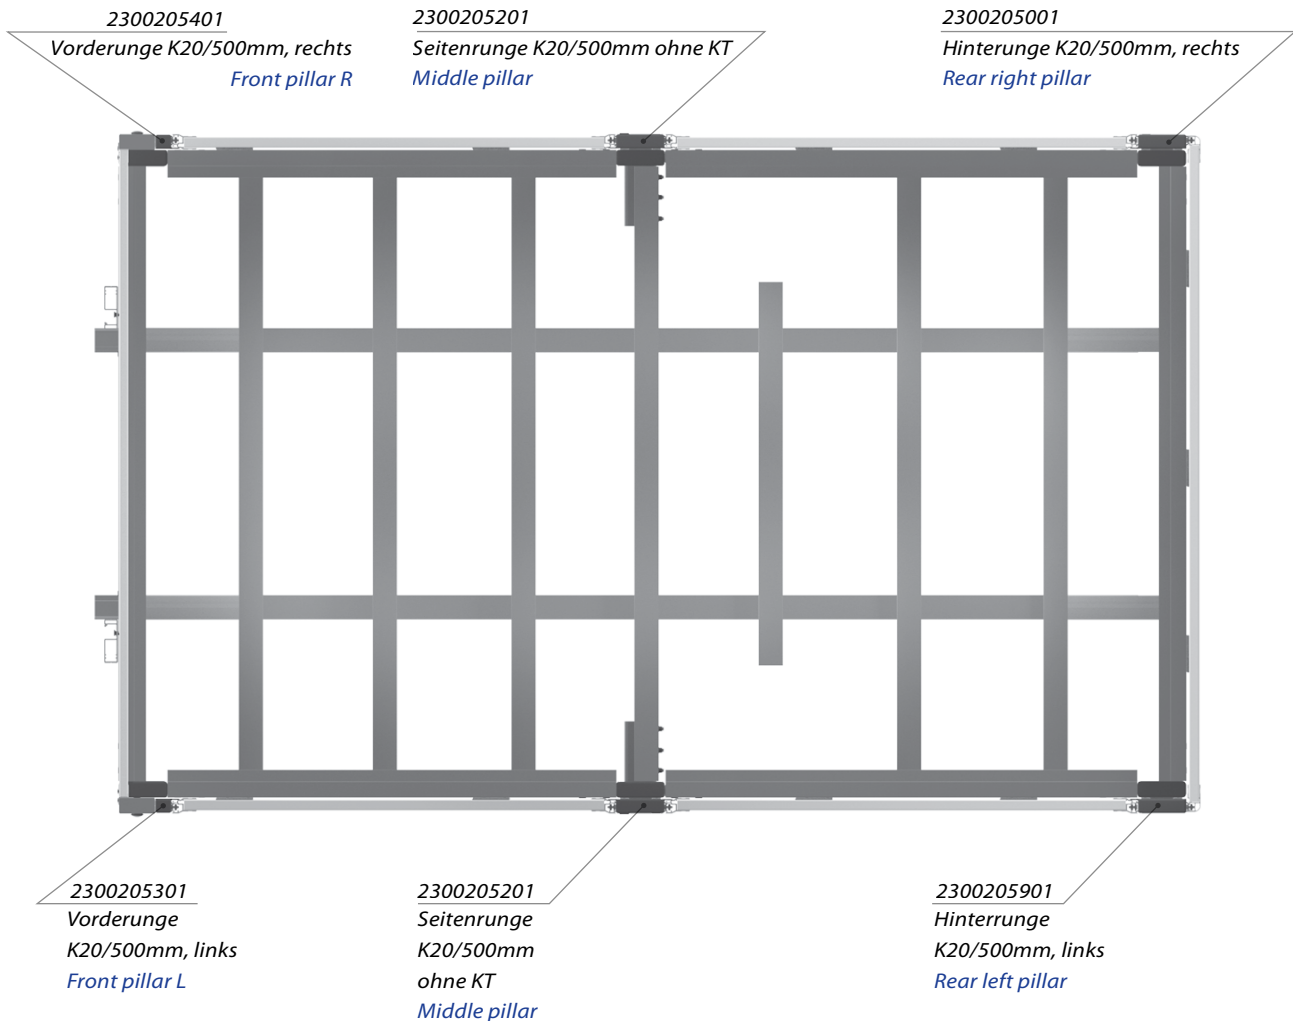 2300205401
Vorderunge K20/500mm, rechts
Front pillar R
2300205201
Seitenrunge K20/500mm ohne KT
Middle pillar
2300205001
Hinterunge K20/500mm, rechts
Rear right pillar
2300205301
Vorderunge
K20/500mm, links
Front pillar L
2300205201
Seitenrunge
K20/500mm
ohne KT
Middle pillar
2300205901
Hinterrunge
K20/500mm, links
Rear left pillar